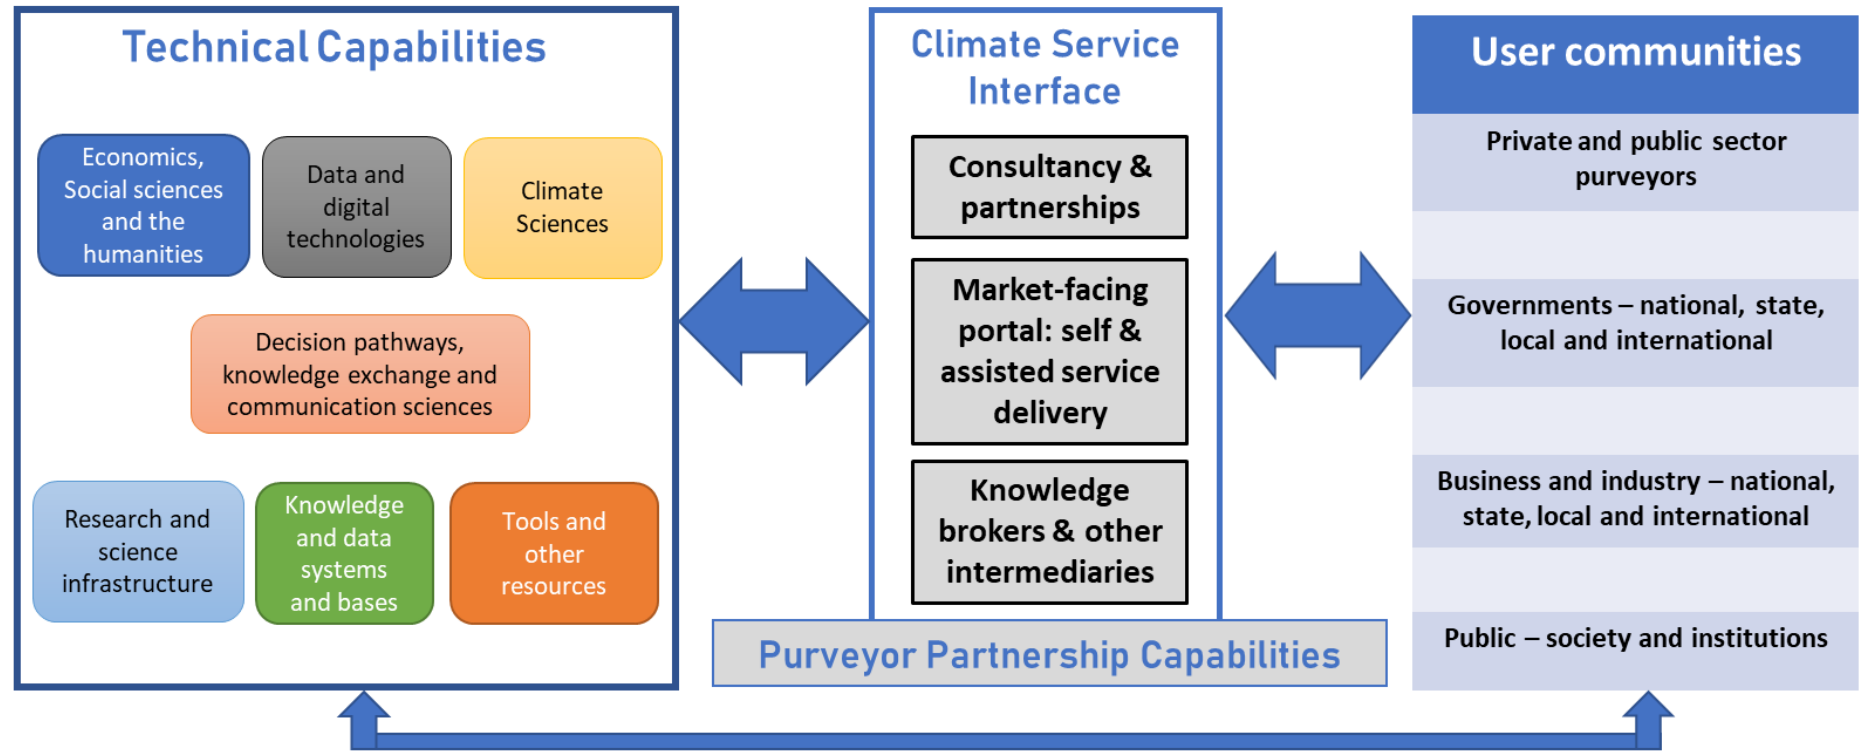 Technical Capabilities
Economics,
Social sciences
and the
humanities
Data and
digital
technologies
Climate
Sciences
Decision pathways,
knowledge exchange and
communication sciences
Research and
science
infrastructure
Knowledge
and data
systems
and bases
Tools and
other
resources
Climate Service
Interface
Consultancy &
partnerships
Market-facing
portal: self &
assisted service
delivery
Knowledge
brokers & other
intermediaries
Purveyor Partnership Capabilities
User communities
Private and public sector
purveyors
Governments – national, state,
local and international
Business and industry – national,
state, local and international
Public – society and institutions